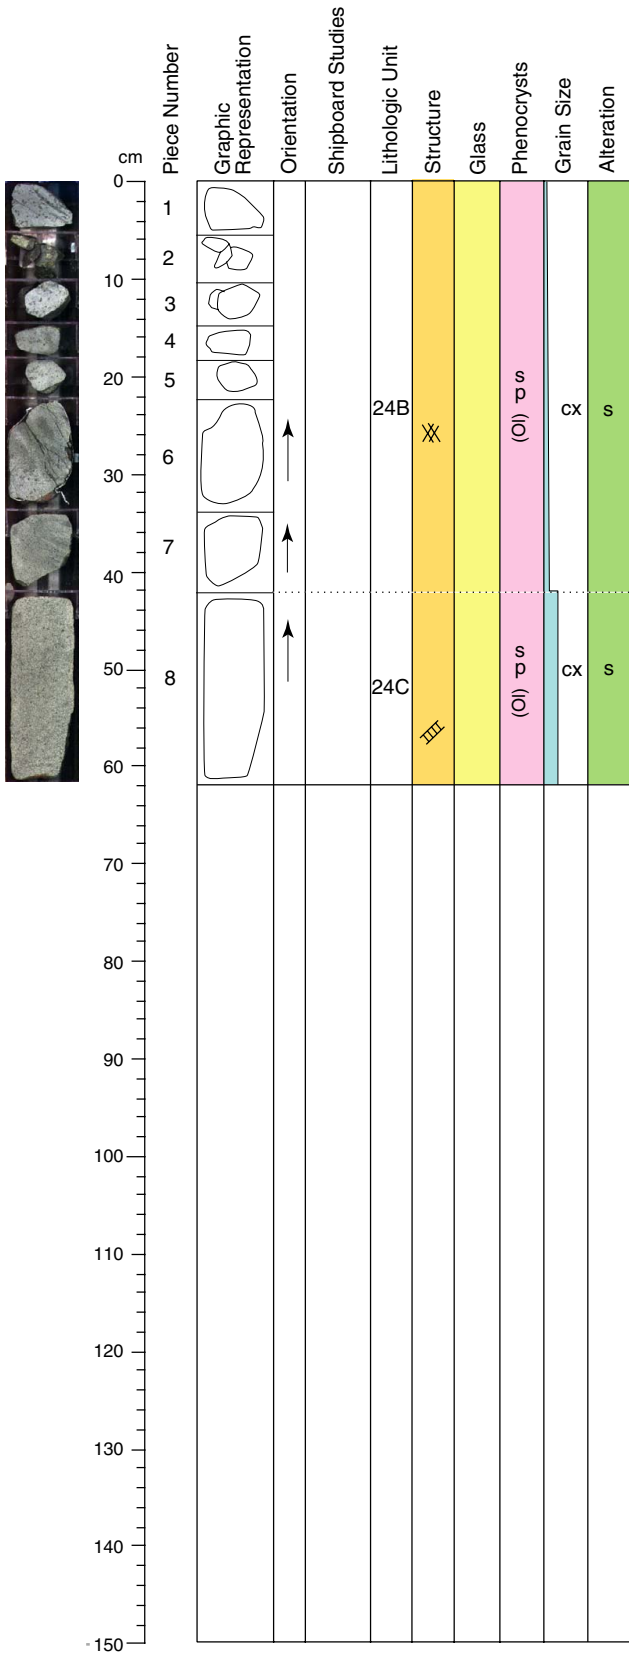 cm
Piece Number
Graphic
Representation
Orientation
Shipboard Studies
Lithologic Unit
Structure
Glass
Phenocrysts
Grain Size
Alteration
0
1
2
10
3
4
5
20
24B
s
p
(Ol)
cx
s
6
30
7
40
8
50
24C
s
p
(Ol)
cx
s
60
70
80
90
100
110
120
130
140
150